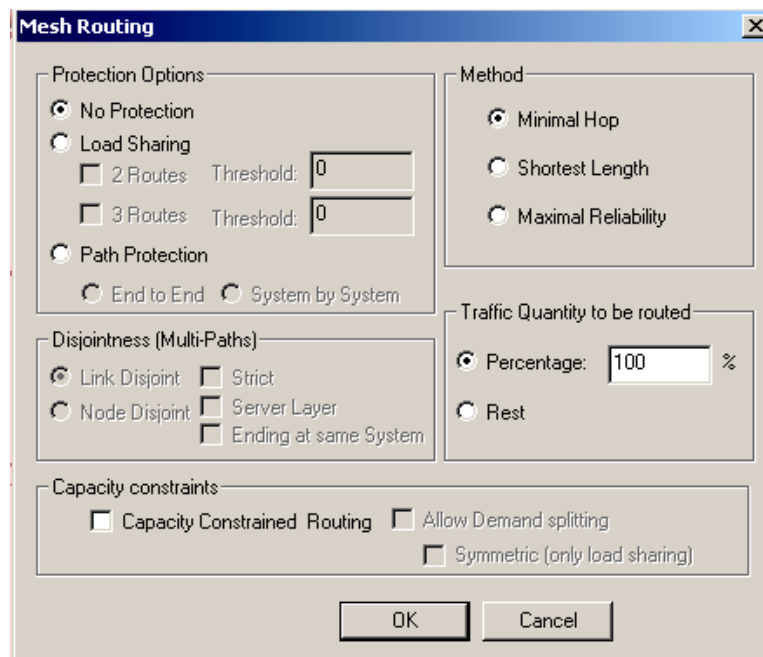 Mesh Routing
Protection Options
No Protection
Load Sharing
2 Routes Threshold: 0
3 Routes Threshold: 0
Path Protection
End to End System by System
Method
Minimal Hop
Shortest Length
Maximal Reliability
Disjointness (Multi-Paths)
Link Disjoint Strict
Node Disjoint Server Layer
Ending at same System
Traffic Quantity to be routed
Percentage: 100 %
Rest
Capacity constraints
Capacity Constrained Routing Allow Demand splitting
Symmetric (only load sharing)
OK Cancel